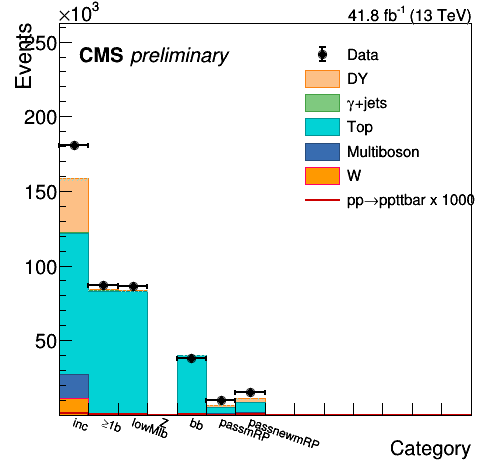 ×10³
41.8 fb⁻¹ (13 TeV)
Events
CMS preliminary
Data
DY
γ+jets
Top
Multiboson
W
pp→ppttbar x 1000
250
200
150
100
50
inc
≥1b
lowMlb
Z
bb
passmRP
passnewmRP
Category